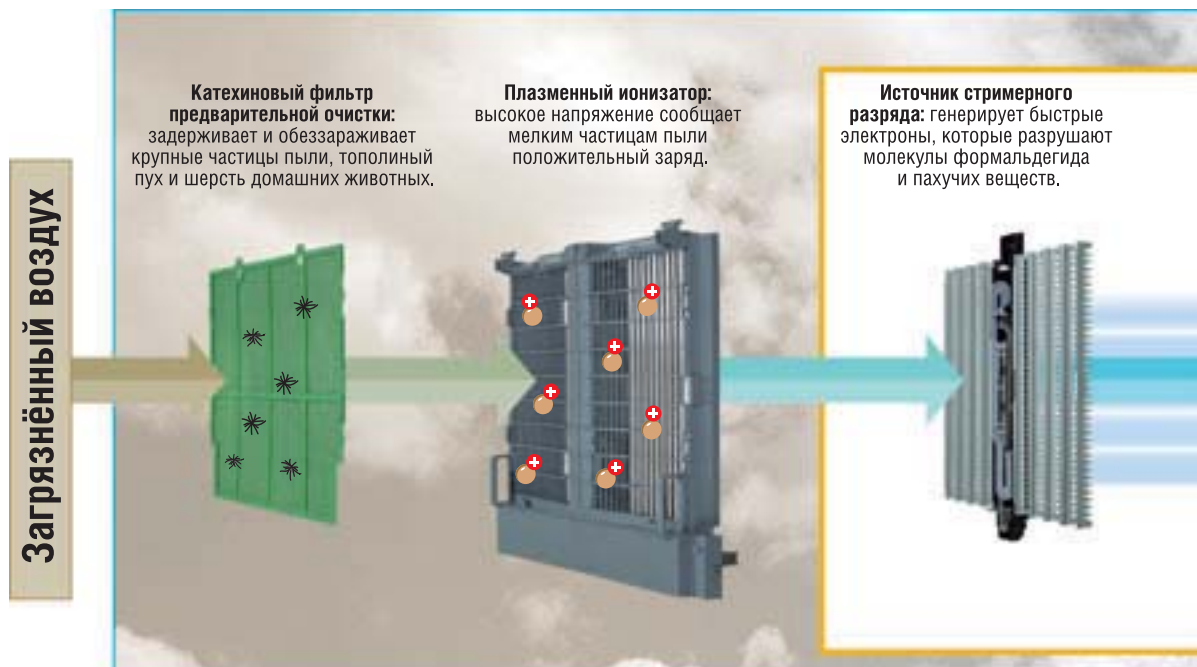 Загрязнённый воздух
Катехиновый фильтр
предварительной очистки:
задерживает и обеззараживает
крупные частицы пыли, тополиный
пух и шерсть домашних животных.
Плазменный ионизатор:
высокое напряжение сообщает
мелким частицам пыли
положительный заряд.
Источник стримерного
разряда: генерирует быстрые
электроны, которые разрушают
молекулы формальдегида
и пахучих веществ.